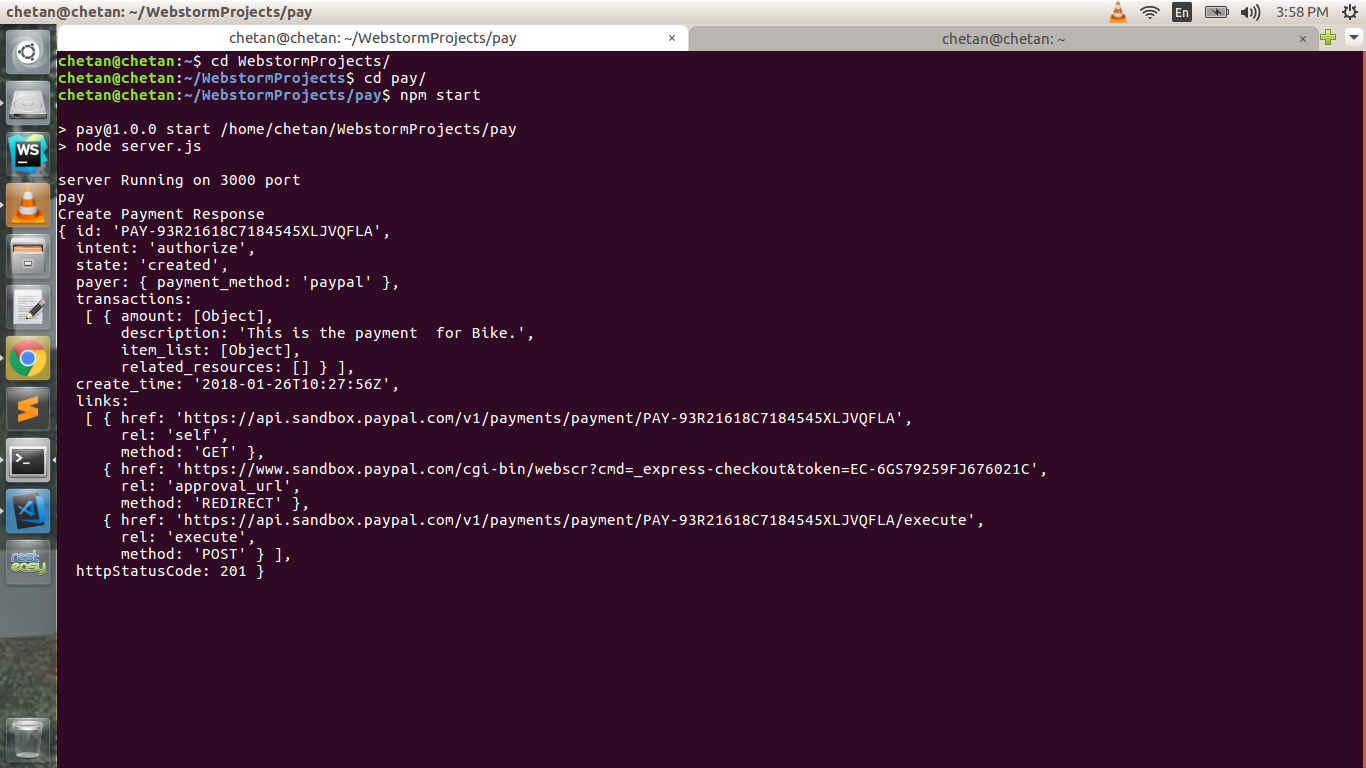 chetan@chetan: ~/WebstormProjects/pay
En
3:58 PM
chetan@chetan: ~/WebstormProjects/pay ×
chetan@chetan: ~ ×
WS
rest
easy
chetan@chetan:~$ cd WebstormProjects/
chetan@chetan:~/WebstormProjects$ cd pay/
chetan@chetan:~/WebstormProjects/pay$ npm start
> pay@1.0.0 start /home/chetan/WebstormProjects/pay
> node server.js
server Running on 3000 port
pay
Create Payment Response
{ id: 'PAY-93R21618C7184545XLJVQFLA',
intent: 'authorize',
state: 'created',
payer: { payment_method: 'paypal' },
transactions:
[ { amount: [Object],
description: 'This is the payment  for Bike.',
item_list: [Object],
related_resources: [] } ],
create_time: '2018-01-26T10:27:56Z',
links:
[ { href: 'https://api.sandbox.paypal.com/v1/payments/payment/PAY-93R21618C7184545XLJVQFLA',
rel: 'self',
method: 'GET' },
{ href: 'https://www.sandbox.paypal.com/cgi-bin/webscr?cmd=_express-checkout&token=EC-6GS79259FJ676021C',
rel: 'approval_url',
method: 'REDIRECT' },
{ href: 'https://api.sandbox.paypal.com/v1/payments/payment/PAY-93R21618C7184545XLJVQFLA/execute',
rel: 'execute',
method: 'POST' } ],
httpStatusCode: 201 }